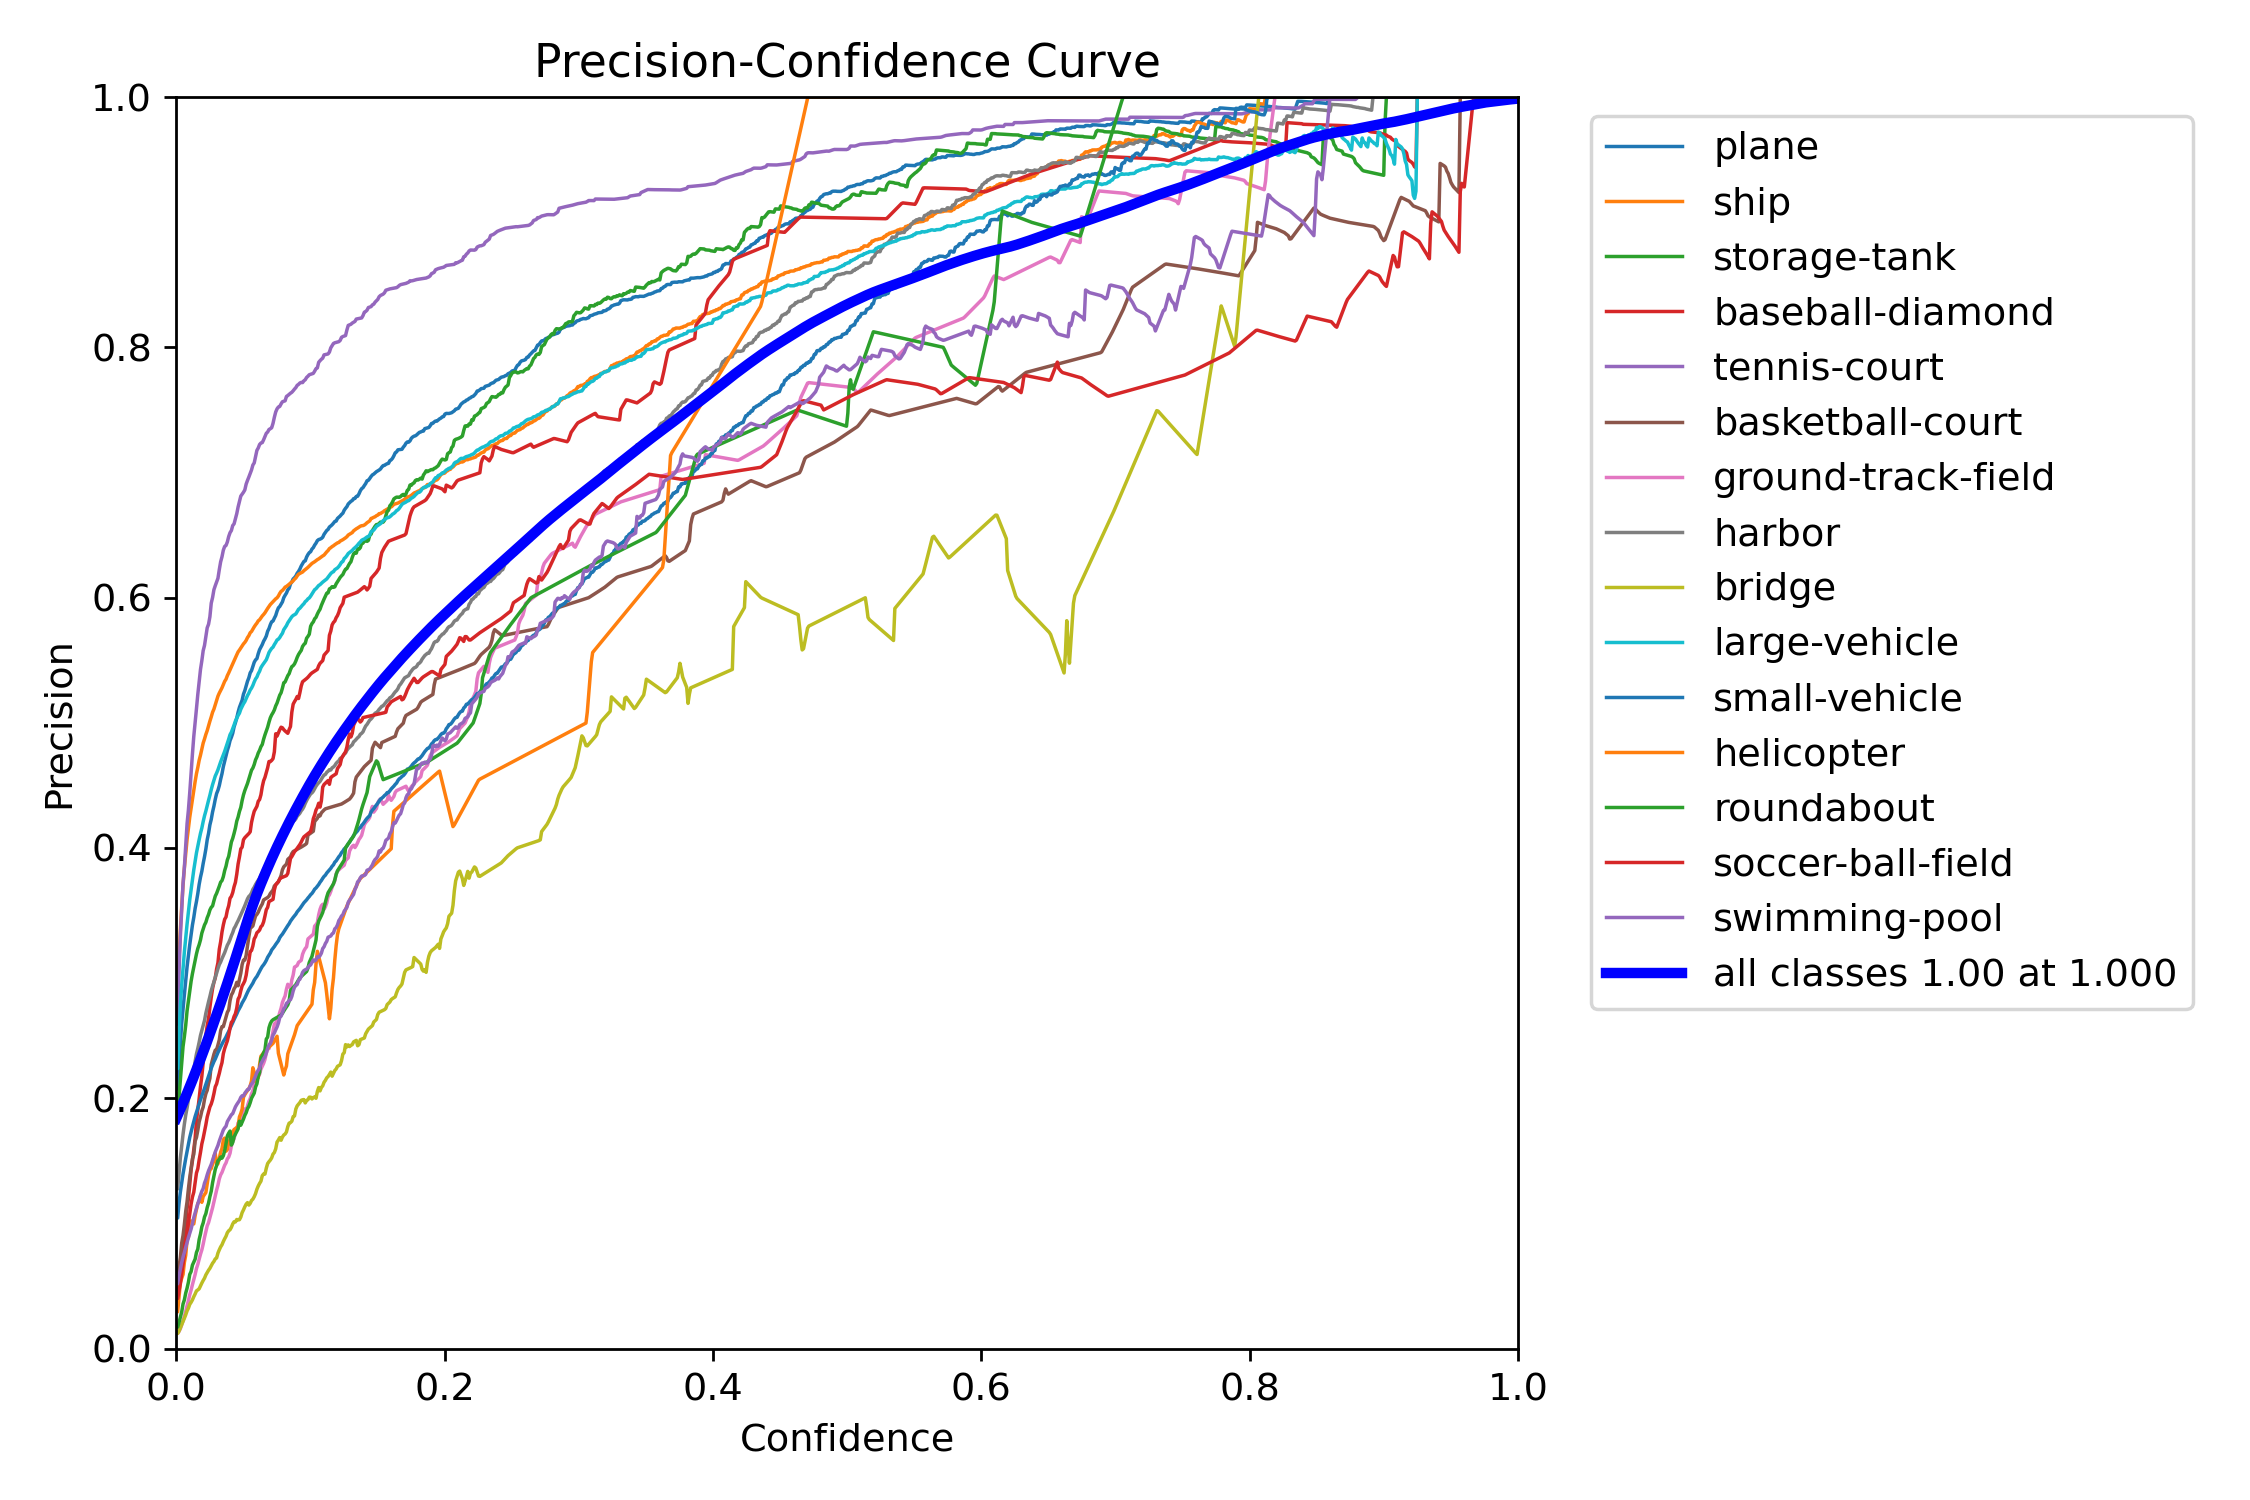 Precision-Confidence Curve
1.0
0.8
0.6
0.4
0.2
0.0
Precision
0.0 0.2 0.4 0.6 0.8 1.0
Confidence
plane
ship
storage-tank
baseball-diamond
tennis-court
basketball-court
ground-track-field
harbor
bridge
large-vehicle
small-vehicle
helicopter
roundabout
soccer-ball-field
swimming-pool
all classes 1.00 at 1.000